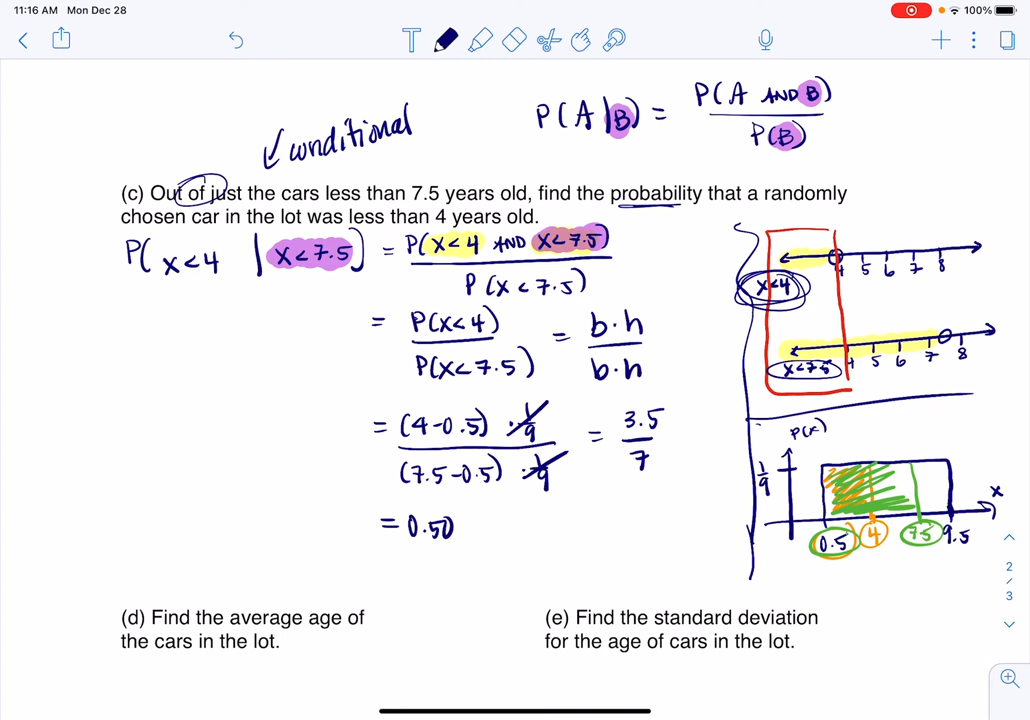 11:16 AM Mon Dec 28
100%
T
P(A|B) = P(A AND B) / P(B)
conditional
(c) Out of just the cars less than 7.5 years old, find the probability that a randomly
chosen car in the lot was less than 4 years old.
P( x<4 | x<7.5 ) = P(x<4 AND x<7.5) / P(x<7.5)
= P(x<4) / P(x<7.5) = b·h / b·h
= (4-0.5) · 1/9 / (7.5-0.5) · 1/9 = 3.5 / 7
= 0.50
4 5 6 7 8
x<4
4 5 6 7 8
x<7.5
P(x)
1/9
x
0.5 4 7.5 9.5
2
/
3
(d) Find the average age of
the cars in the lot.
(e) Find the standard deviation
for the age of cars in the lot.